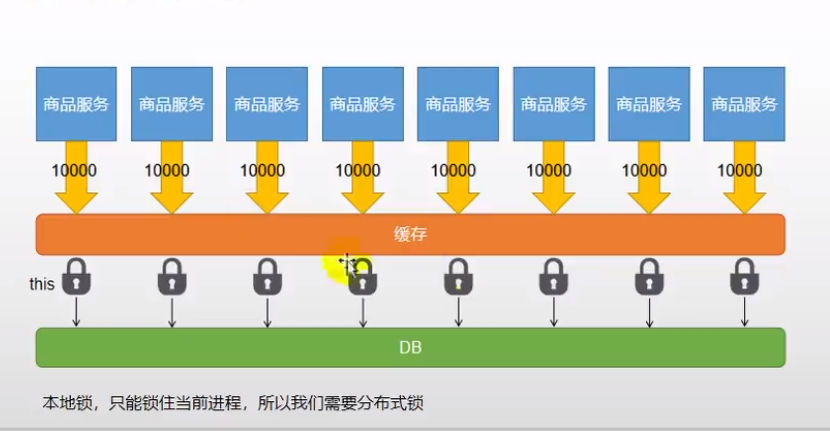 商品服务 商品服务 商品服务 商品服务 商品服务 商品服务 商品服务 商品服务
10000 10000 10000 10000 10000 10000 10000 10000
缓存
this
DB
本地锁，只能锁住当前进程，所以我们需要分布式锁